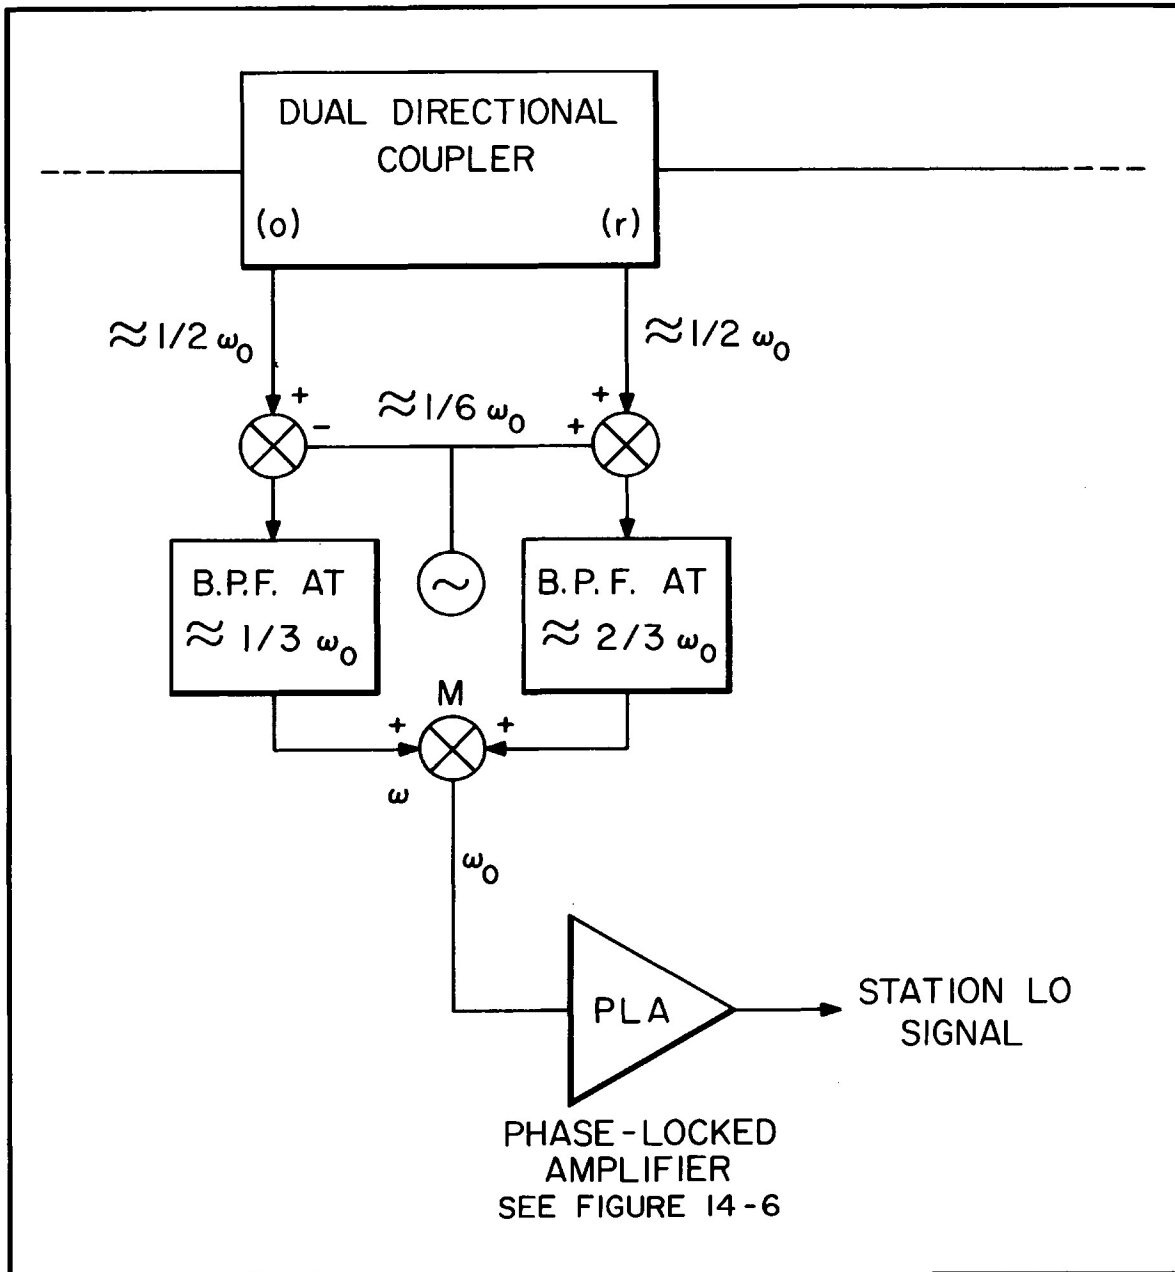 DUAL DIRECTIONAL
COUPLER
(o)
(r)
≈ 1/2 ω₀
≈ 1/2 ω₀
+
-
≈ 1/6 ω₀
+
+
B.P.F. AT
≈ 1/3 ω₀
~
B.P.F. AT
≈ 2/3 ω₀
M
+
+
ω
ω₀
PLA
STATION LO
SIGNAL
PHASE-LOCKED
AMPLIFIER
SEE FIGURE 14-6